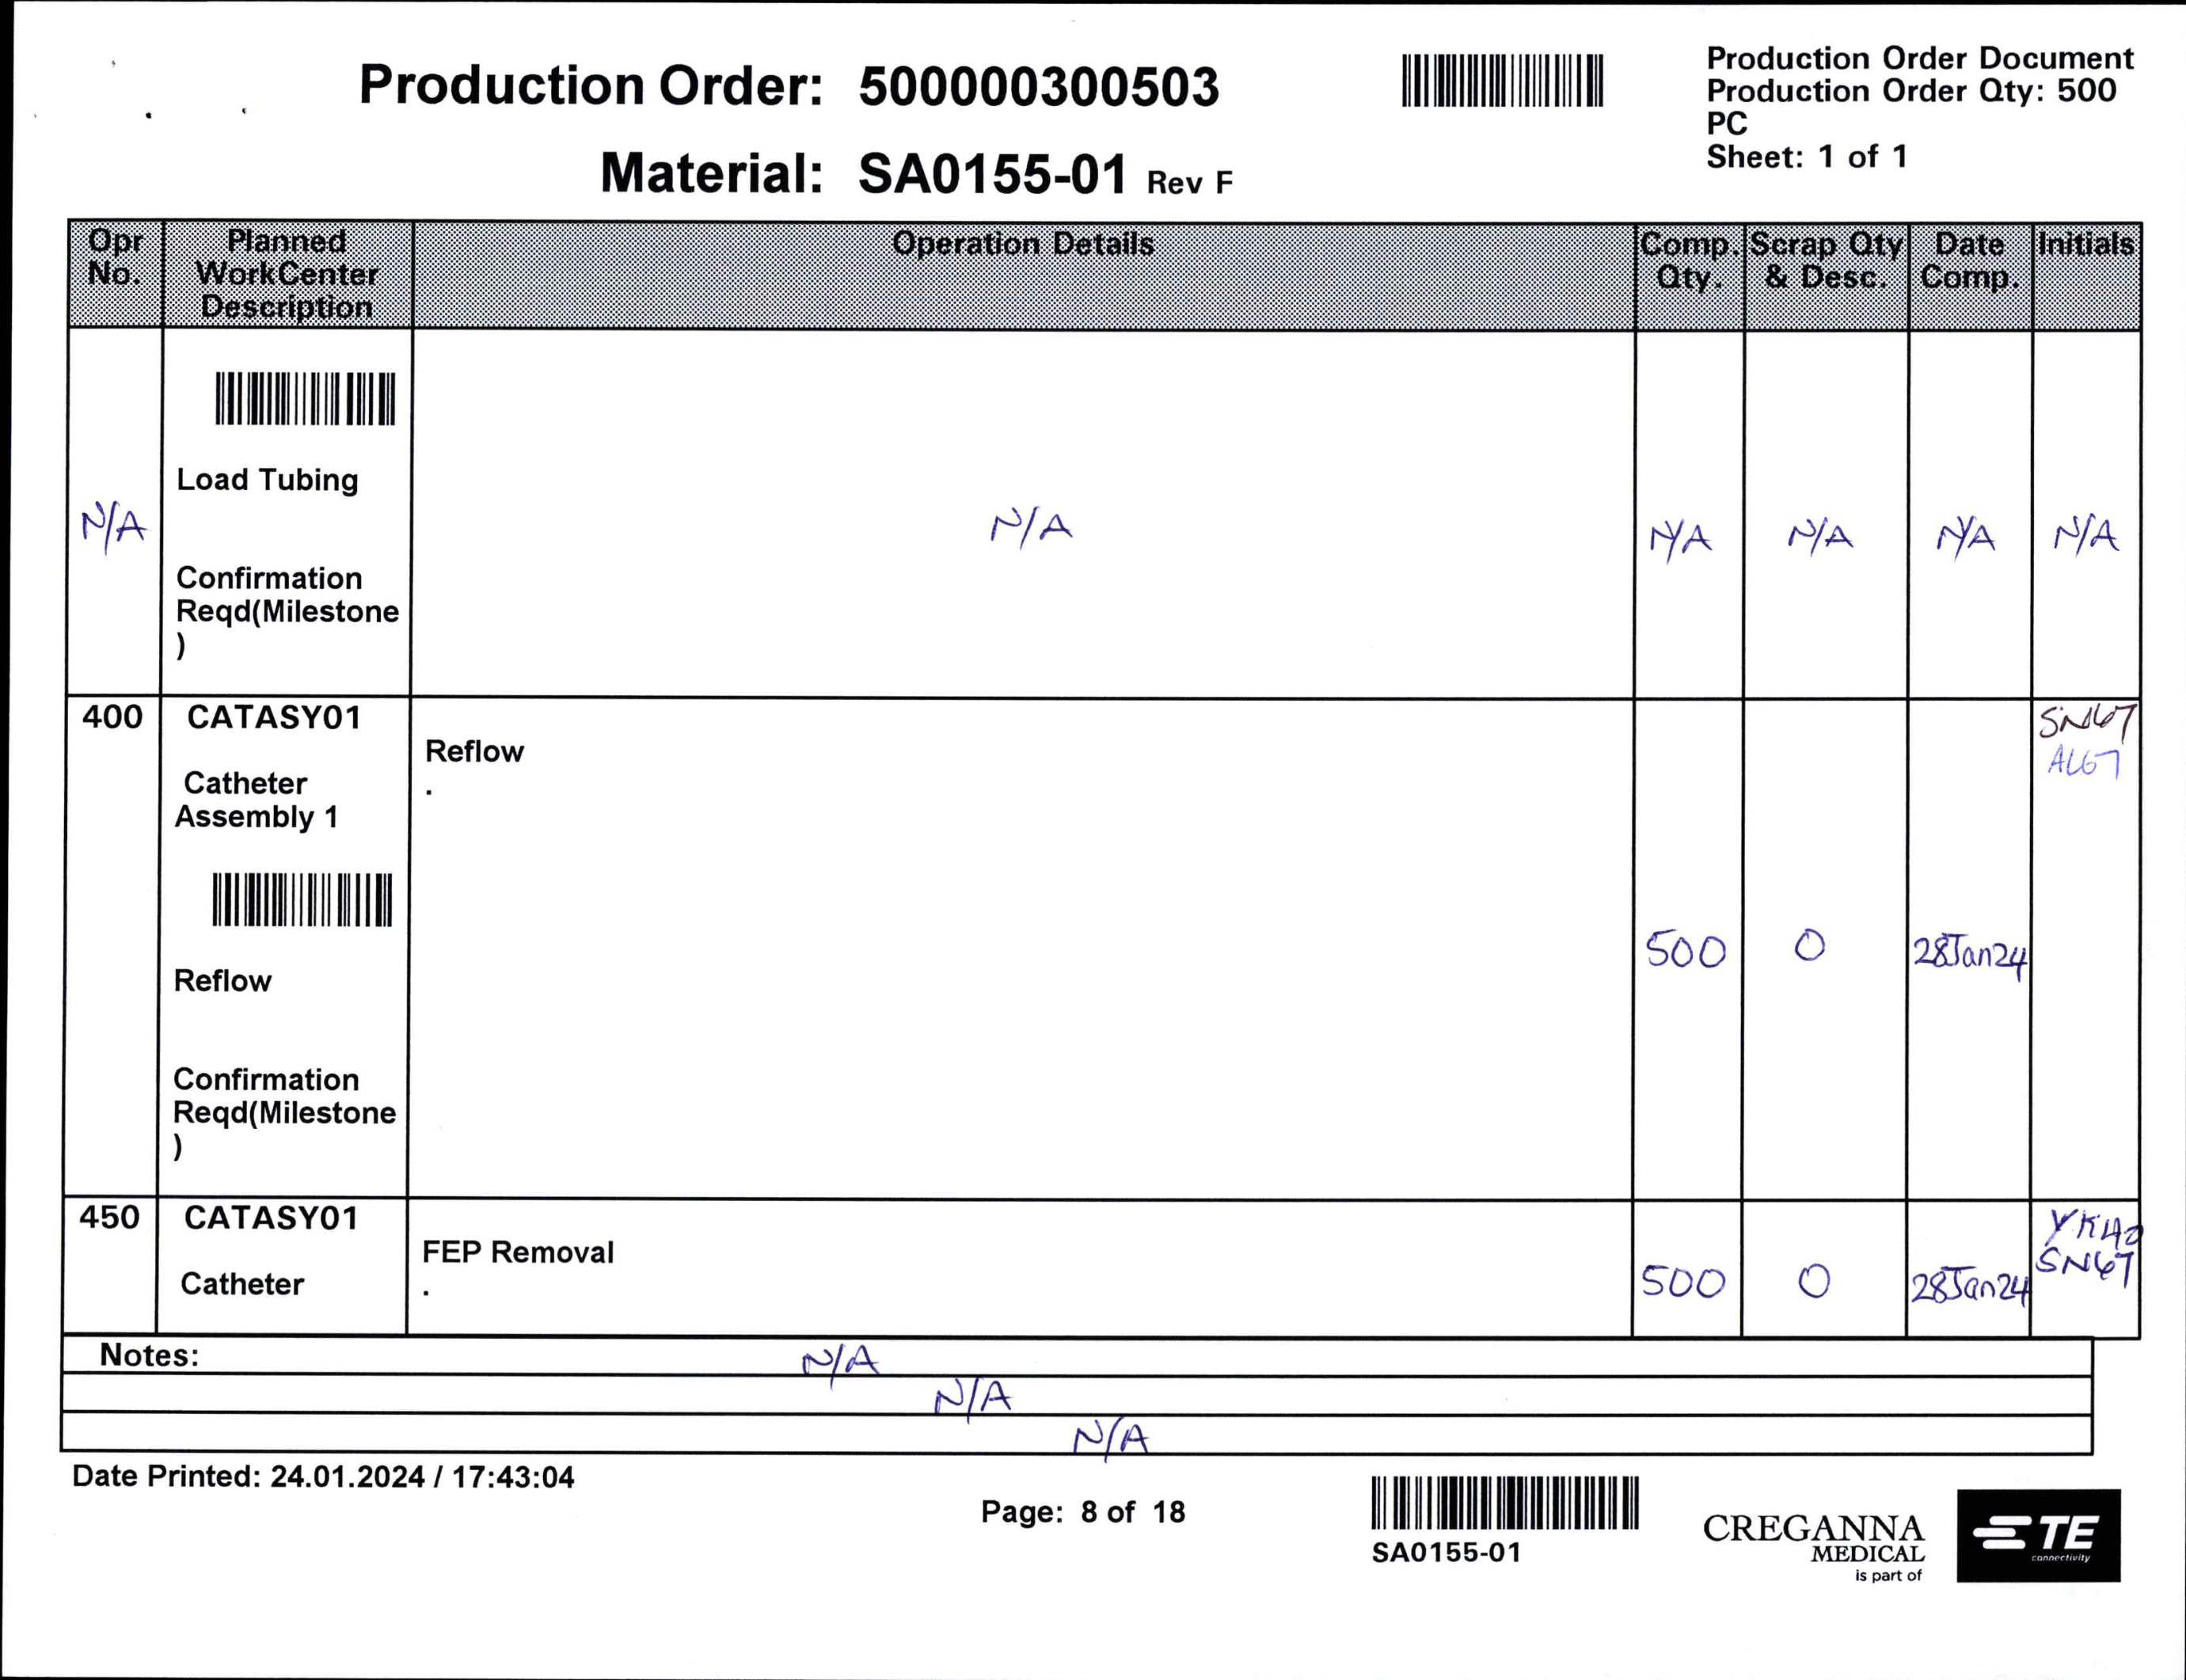 Production Order: 500000300503
Material: SA0155-01 Rev F
Production Order Document
Production Order Qty: 500
PC
Sheet: 1 of 1
Opr No. Planned WorkCenter Description Operation Details Comp. Qty. Scrap Qty & Desc. Date Comp. Initials
Load Tubing
N/A N/A N/A N/A N/A N/A
Confirmation
Reqd(Milestone
)
400 CATASY01 SN67
Reflow AL67
Catheter .
Assembly 1
500 0 28Jan24
Reflow
Confirmation
Reqd(Milestone
)
450 CATASY01
FEP Removal SN67
Catheter . 500 0 28Jan24
Notes: N/A
N/A
N/A
Date Printed: 24.01.2024 / 17:43:04
Page: 8 of 18
SA0155-01
CREGANNA
MEDICAL
is part of
TE
connectivity